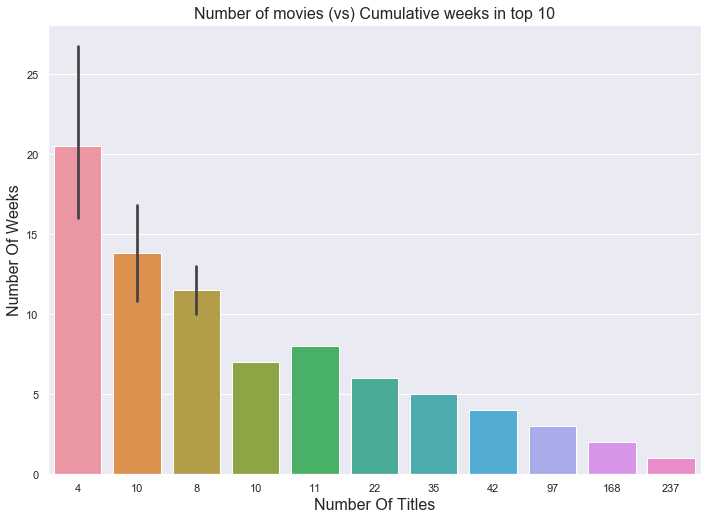 Number of movies (vs) Cumulative weeks in top 10
Number Of Weeks
25
20
15
10
5
0
4 10 8 10 11 22 35 42 97 168 237
Number Of Titles